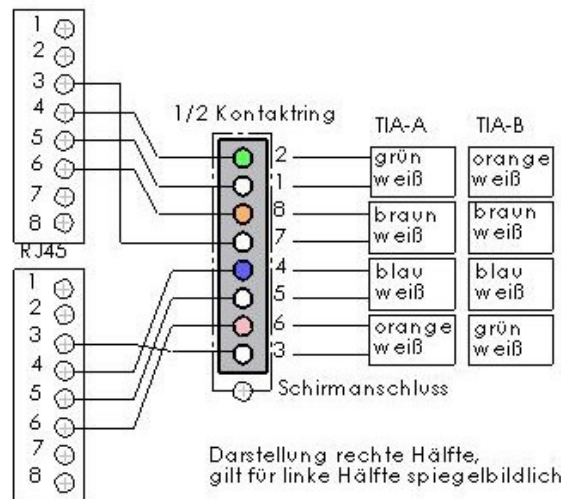 1
2
3
4
5
6
7
8
RJ45
1
2
3
4
5
6
7
8
1/2 Kontaktring
2
1
8
7
4
5
6
3
Schirmanschluss
TIA-A
grün
weiß
braun
weiß
blau
weiß
orange
weiß
TIA-B
orange
weiß
braun
weiß
blau
weiß
grün
weiß
Darstellung rechte Hälfte,
gilt für linke Hälfte spiegelbildlich